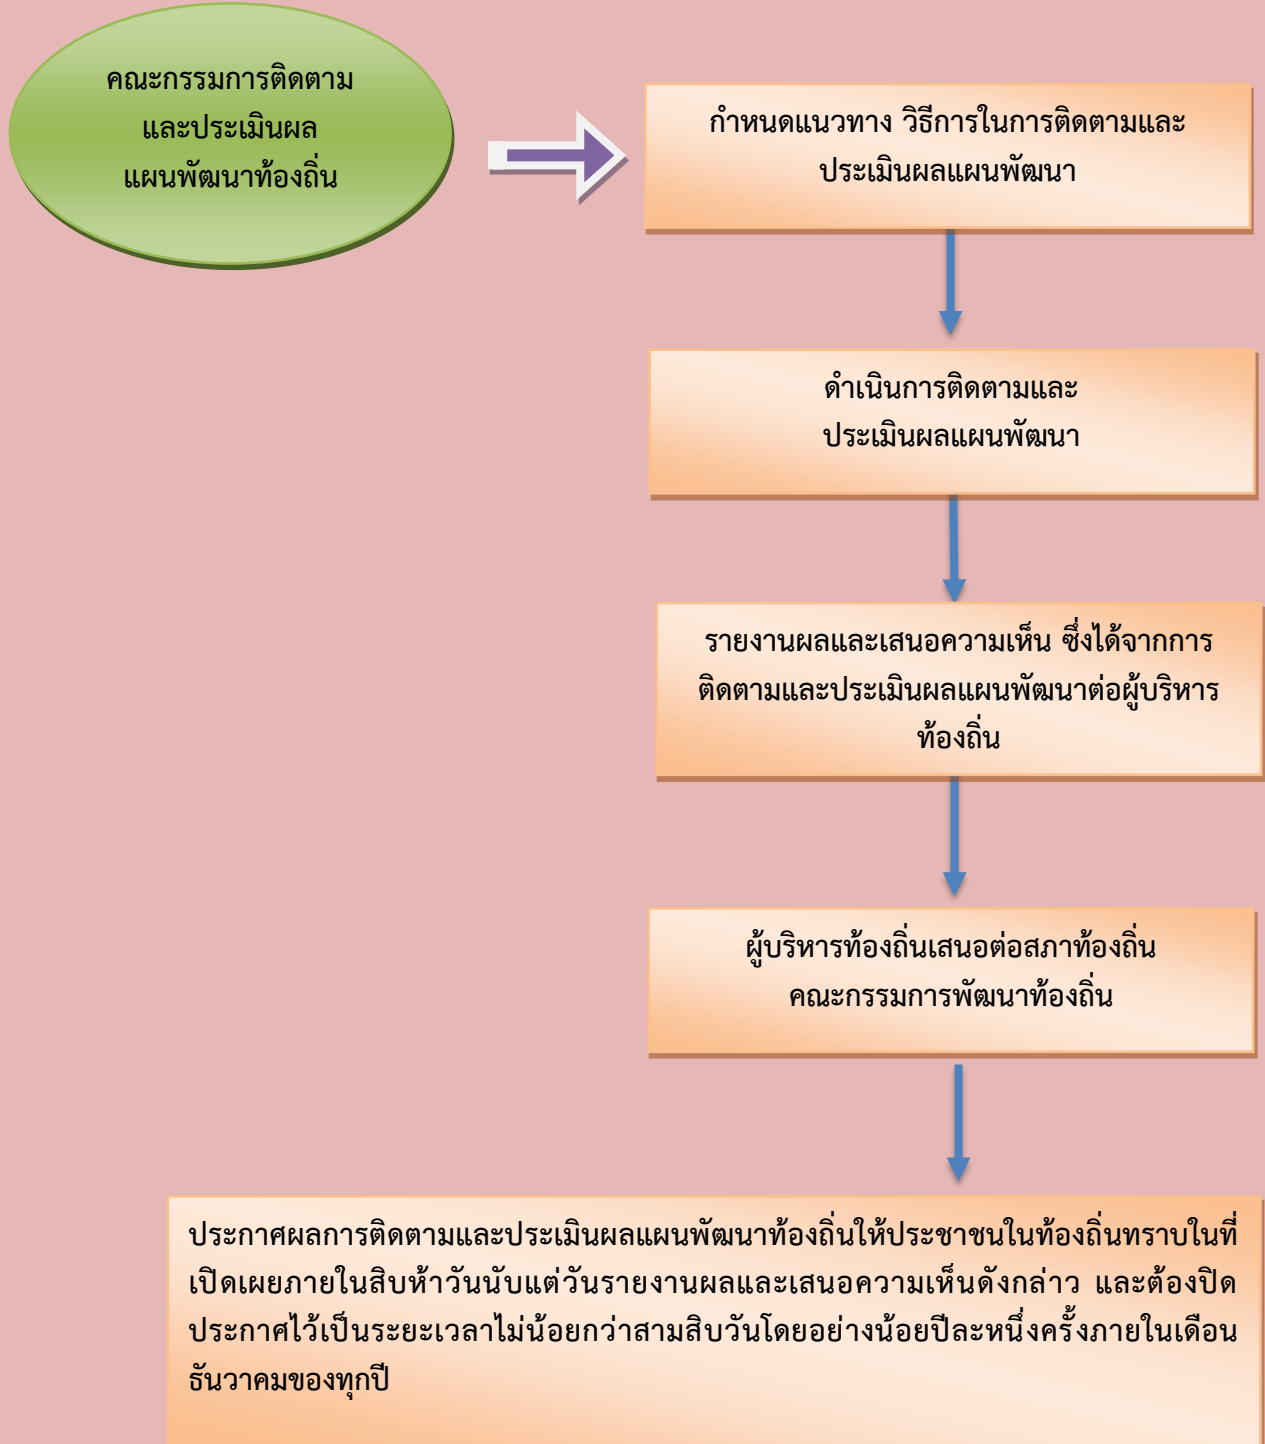 คณะกรรมการติดตาม
และประเมินผล
แผนพัฒนาท้องถิ่น
กำหนดแนวทาง วิธีการในการติดตามและ
ประเมินผลแผนพัฒนา
ดำเนินการติดตามและ
ประเมินผลแผนพัฒนา
รายงานผลและเสนอความเห็น ซึ่งได้จากการ
ติดตามและประเมินผลแผนพัฒนาต่อผู้บริหาร
ท้องถิ่น
ผู้บริหารท้องถิ่นเสนอต่อสภาท้องถิ่น
คณะกรรมการพัฒนาท้องถิ่น
ประกาศผลการติดตามและประเมินผลแผนพัฒนาท้องถิ่นให้ประชาชนในท้องถิ่นทราบในที่
เปิดเผยภายในสิบห้าวันนับแต่วันรายงานผลและเสนอความเห็นดังกล่าว และต้องปิด
ประกาศไว้เป็นระยะเวลาไม่น้อยกว่าสามสิบวันโดยอย่างน้อยปีละหนึ่งครั้งภายในเดือน
ธันวาคมของทุกปี